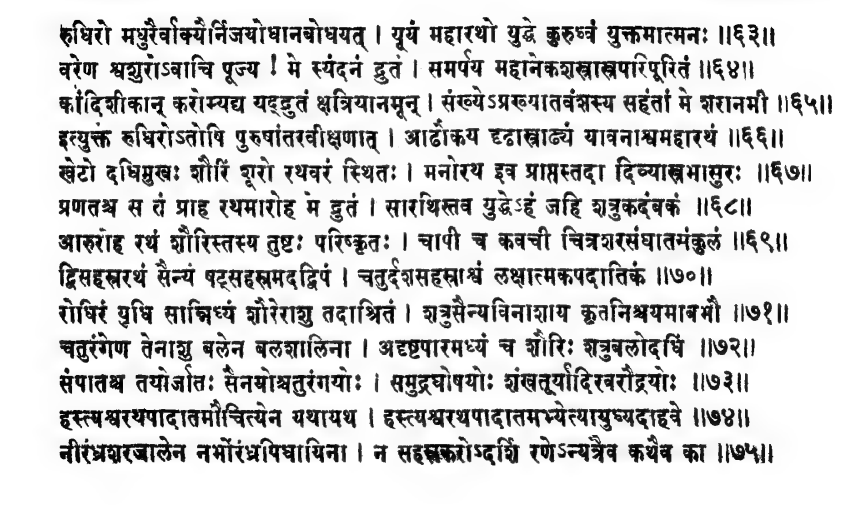 रुधिरो मधुरैर्वाक्यैर्निजयोधानबोधयत् । यूयं महारथो युद्धे कुरुध्वं युक्तमात्मनः ॥६३॥
वरेण श्वशुरोऽवाचि पूज्य ! मे स्यंदनं द्रुतं । समर्पय महानेकशस्त्रास्त्रपरिपूरितं ॥६४॥
कांदिशीकान् करोम्यद्य यद्द्रुतं क्षत्रियानमून् । संख्येऽप्रख्यातवंशस्य सहंतां मे शरानमी ॥६५॥
इत्युक्तं रुधिरोऽतोषि पुरुषांतरवीक्षणात् । आढौकय दृढास्त्राढ्यं यावनाश्वमहारथं ॥६६॥
खेटो दधिमुखः शौरिं शूरो रथवरं स्थितः । मनोरथ इव प्राप्तस्तदा दिव्यास्त्रभासुरः ॥६७॥
प्रणतश्च स तं प्राह रथमारोह मे द्रुतं । सारथिस्तव युद्धेऽहं जहि शत्रुकदंबकं ॥६८॥
आरुरोह रथं शौरिस्तस्य तुष्टः परिष्कृतः । चापी च कवची चित्रशरसंघातमंकुलं ॥६९॥
द्विसहस्ररथं सैन्यं षट्सहस्रमदद्विपं । चतुर्दशसहस्राश्वं लक्षात्मकपदातिकं ॥७०॥
रोधिरं युधि सान्निध्यं शौरेराशु तदाश्रितं । शत्रुसैन्यविनाशाय कृतनिश्चयमाबभौ ॥७१॥
चतुरंगेण तेनाशु बलेन बलशालिना । अदृष्टपारमध्यं च शौरिः शत्रुबलोदधिं ॥७२॥
संपातश्च तयोर्जातः सैनयोश्चतुरंगयोः । समुद्रघोषयोः शंखतूर्यादिरवरौद्रयोः ॥७३॥
हस्त्यश्वरथपादातमौचित्येन यथायथ । हस्त्यश्वरथपादातमभ्येत्यायुध्यदाहवे ॥७४॥
नीरंध्रशरजालेन नभोरंध्रपिधायिना । न सहस्रकरोऽदर्शि रणेऽन्यत्रैव कथैव का ॥७५॥